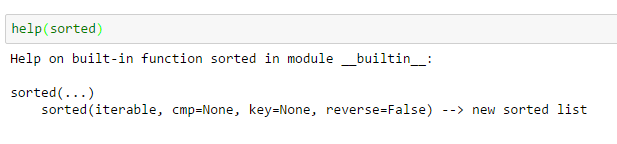 help(sorted)
Help on built-in function sorted in module __builtin__:
sorted(...)
    sorted(iterable, cmp=None, key=None, reverse=False) --> new sorted list